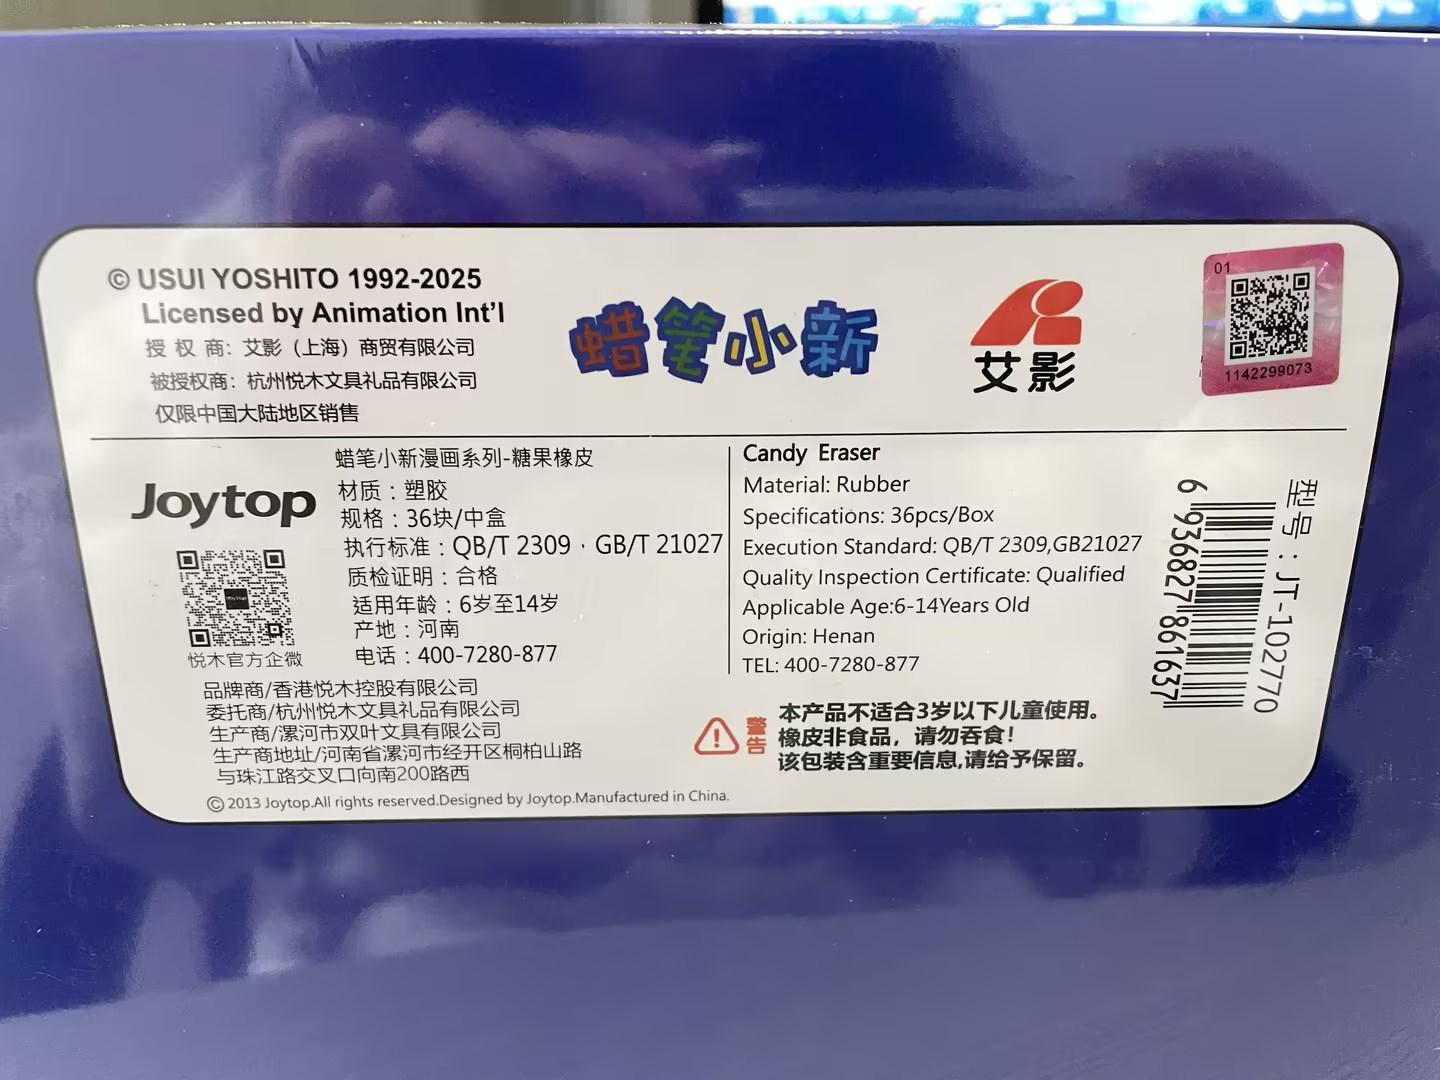 © USUI YOSHITO 1992-2025
Licensed by Animation Int'l
授 权 商：艾影（上海）商贸有限公司
被授权商：杭州悦木文具礼品有限公司
仅限中国大陆地区销售
蜡笔小新
艾影
01
1142299073
Joytop
悦木官方企微
蜡笔小新漫画系列-糖果橡皮
材质：塑胶
规格：36块/中盒
执行标准：QB/T 2309 · GB/T 21027
质检证明：合格
适用年龄：6岁至14岁
产地：河南
电话：400-7280-877
品牌商/香港悦木控股有限公司
委托商/杭州悦木文具礼品有限公司
生产商/漯河市双叶文具有限公司
生产商地址/河南省漯河市经开区桐柏山路
与珠江路交叉口向南200路西
© 2013 Joytop.All rights reserved.Designed by Joytop.Manufactured in China.
Candy Eraser
Material: Rubber
Specifications: 36pcs/Box
Execution Standard: QB/T 2309,GB21027
Quality Inspection Certificate: Qualified
Applicable Age:6-14Years Old
Origin: Henan
TEL: 400-7280-877
警告
本产品不适合3岁以下儿童使用。
橡皮非食品，请勿吞食！
该包装含重要信息,请给予保留。
型号：JT-102770
6 936827 861637